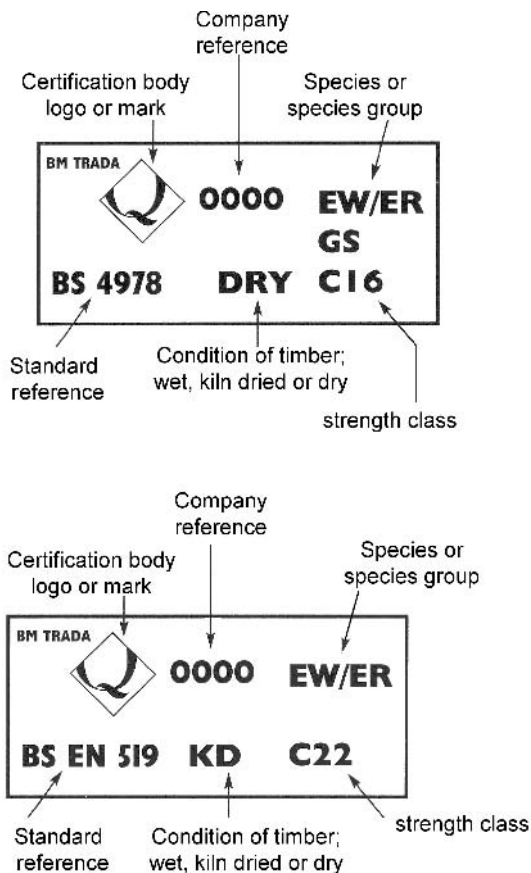 Company
reference
Certification body
logo or mark
Species or
species group
BM TRADA
Q
0000
EW/ER
GS
BS 4978
DRY
C16
Standard
reference
Condition of timber;
wet, kiln dried or dry
strength class
Company
reference
Certification body
logo or mark
Species or
species group
BM TRADA
Q
0000
EW/ER
BS EN 519
KD
C22
Standard
reference
Condition of timber;
wet, kiln dried or dry
strength class